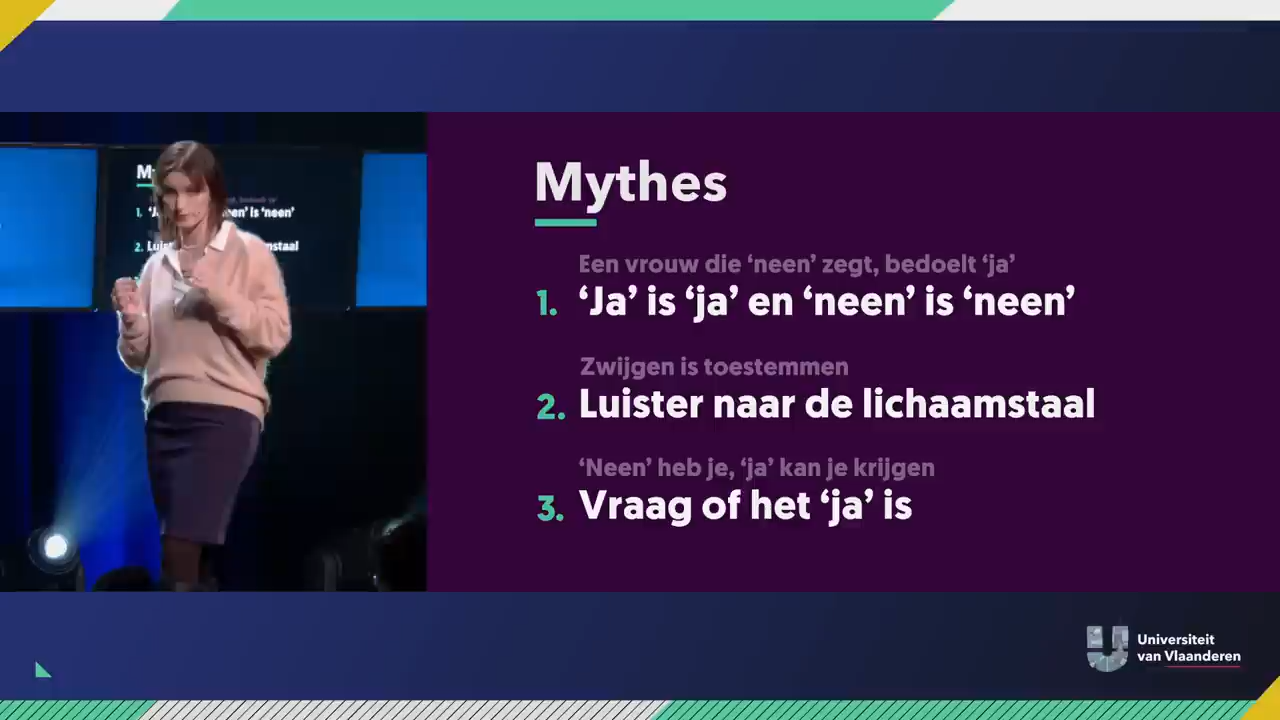 Mythes
Een vrouw die ‘neen’ zegt, bedoelt ‘ja’
1. ‘Ja’ is ‘ja’ en ‘neen’ is ‘neen’
Zwijgen is toestemmen
2. Luister naar de lichaamstaal
‘Neen’ heb je, ‘ja’ kan je krijgen
3. Vraag of het ‘ja’ is
Universiteit
van Vlaanderen